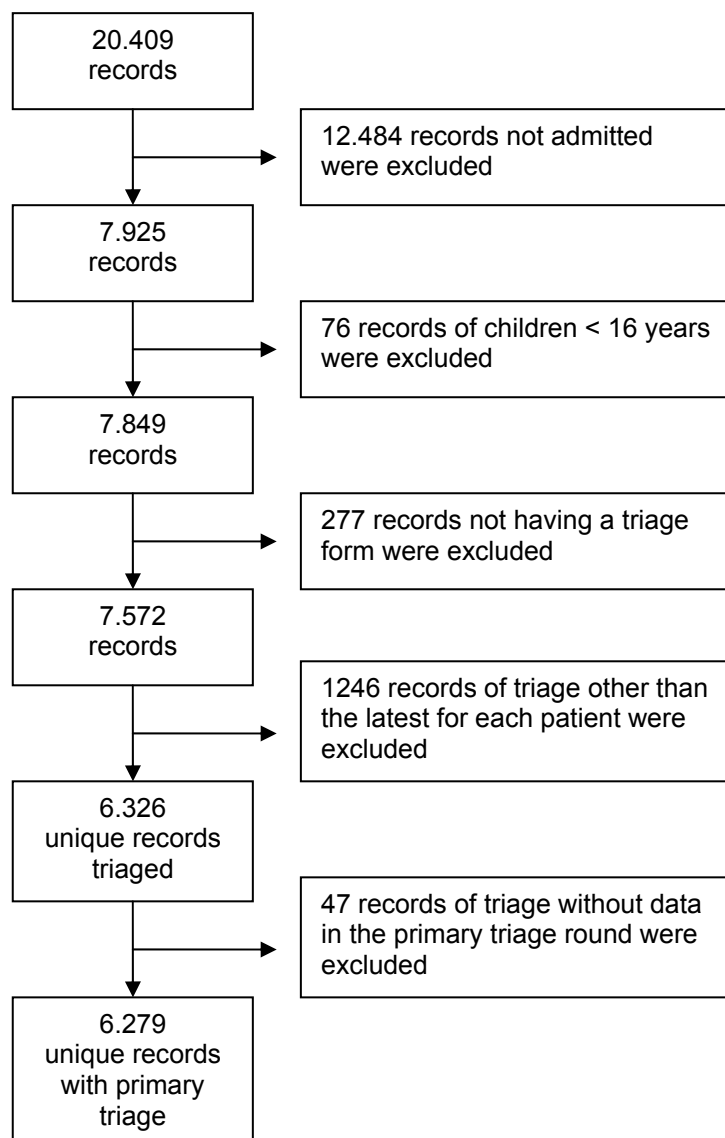 20.409
records
12.484 records not admitted
were excluded
7.925
records
76 records of children < 16 years
were excluded
7.849
records
277 records not having a triage
form were excluded
7.572
records
1246 records of triage other than
the latest for each patient were
excluded
6.326
unique records
triaged
47 records of triage without data
in the primary triage round were
excluded
6.279
unique records
with primary
triage